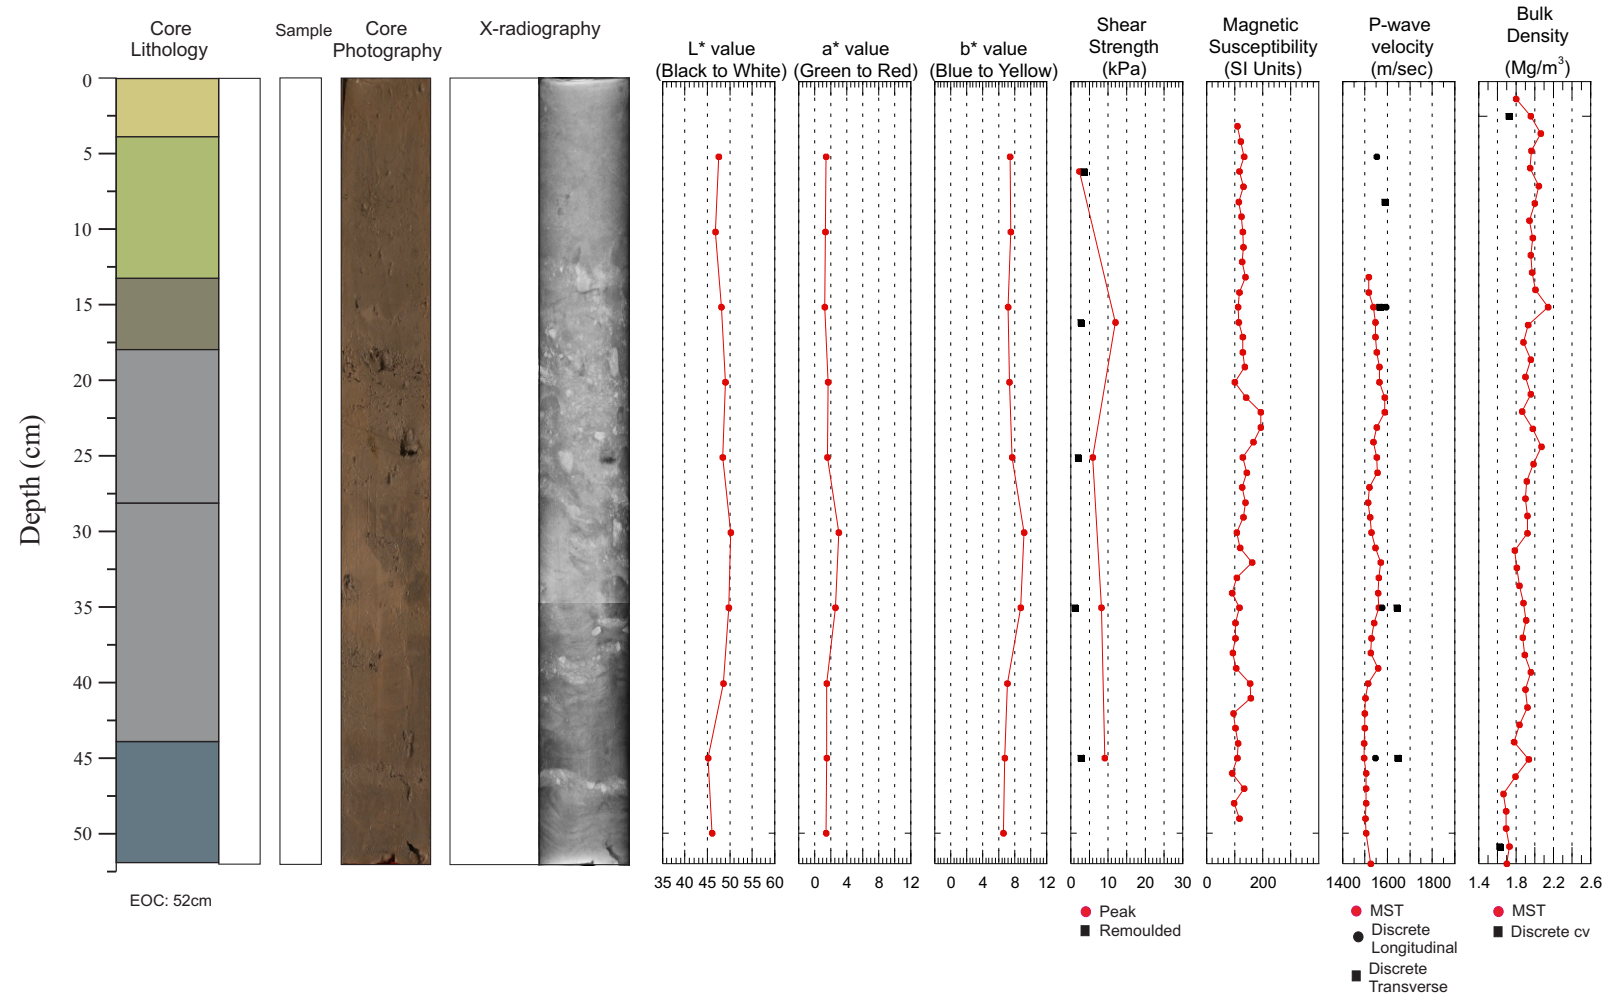 Core
Lithology
Sample
Core
Photography
X-radiography
L* value
(Black to White)
a* value
(Green to Red)
b* value
(Blue to Yellow)
Shear
Strength
(kPa)
Magnetic
Susceptibility
(SI Units)
P-wave
velocity
(m/sec)
Bulk
Density
(Mg/m³)
Depth (cm)
0
5
10
15
20
25
30
35
40
45
50
EOC: 52cm
35 40 45 50 55 60
0 4 8 12
0 4 8 12
0 10 20 30
0 200
1400 1600 1800
1.4 1.8 2.2 2.6
Peak
Remoulded
MST
Discrete
Longitudinal
Discrete
Transverse
MST
Discrete cv